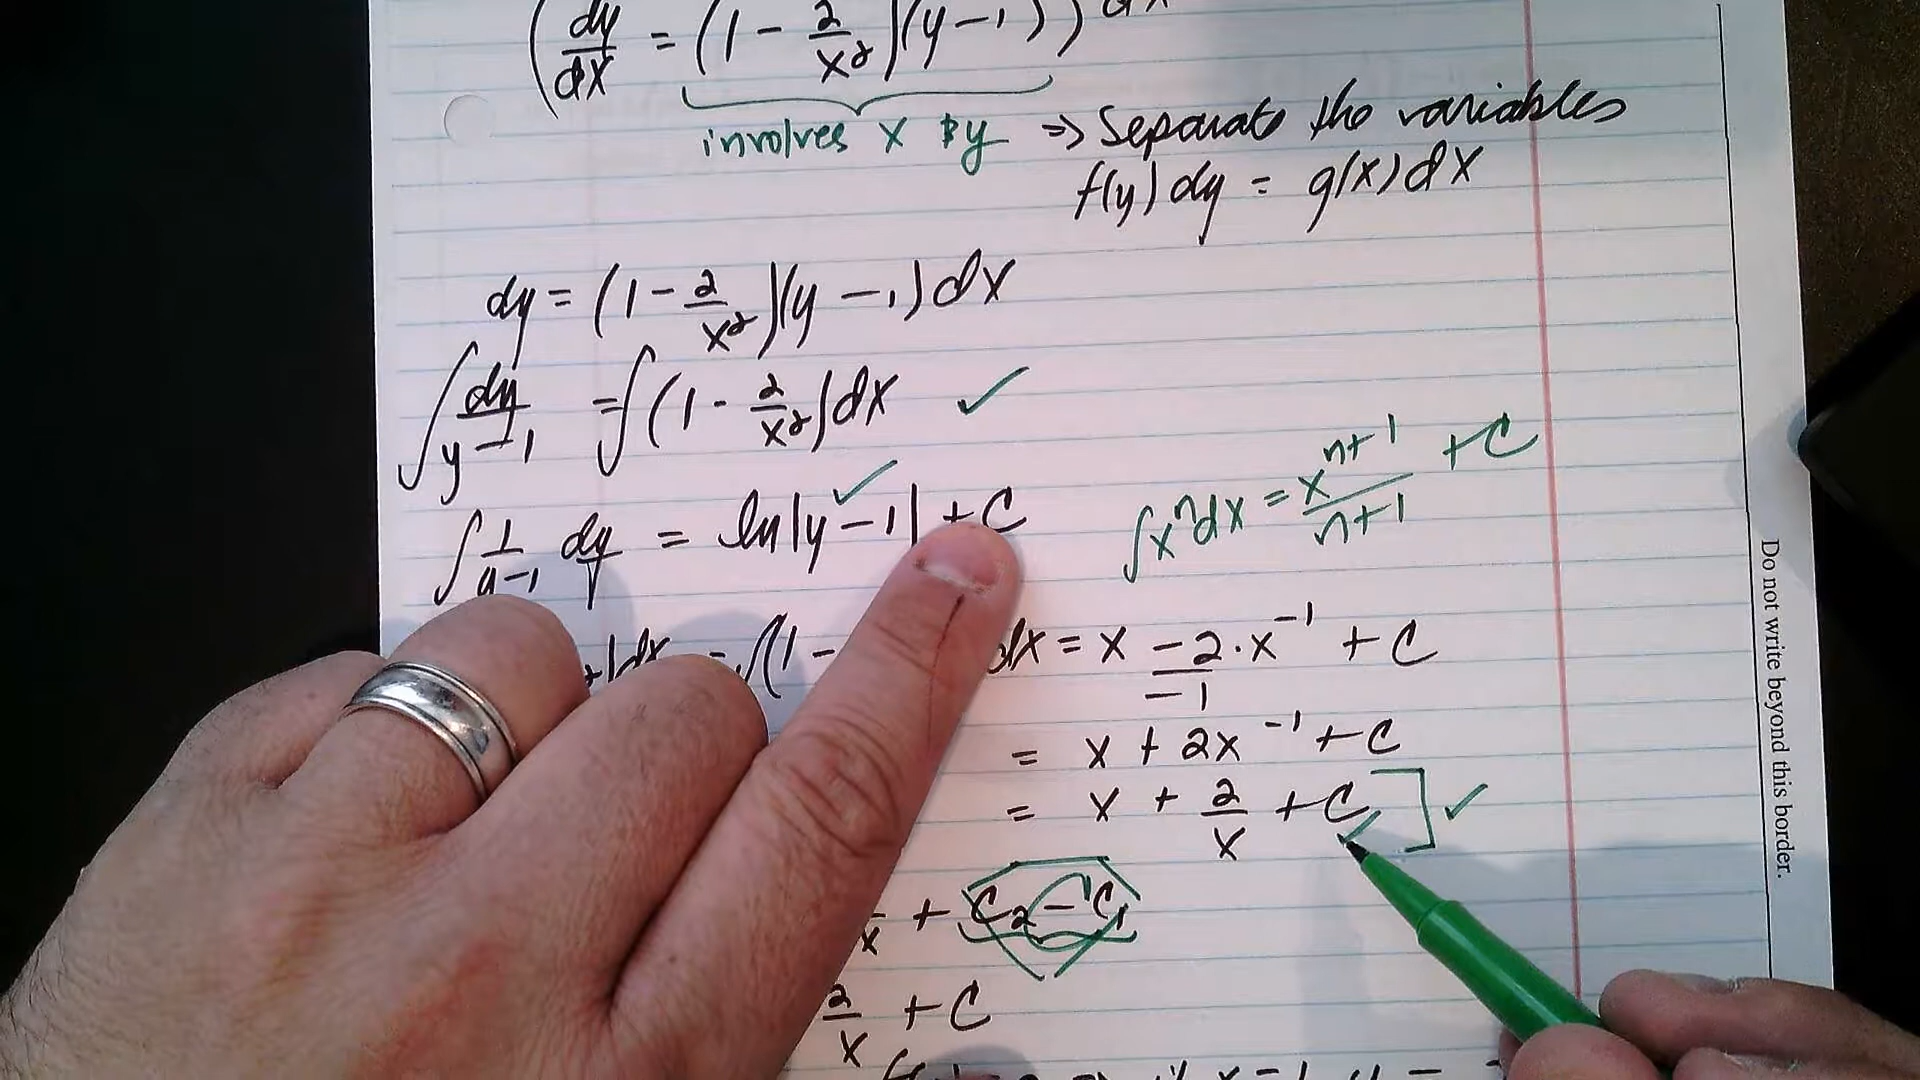 (dy/dx = (1 - 2/x²)(y-1)) dx
involves x & y => Separate the variables
f(y) dy = g(x) dx
dy = (1 - 2/x²)(y - 1) dx
∫ dy/(y-1) = ∫ (1 - 2/x²) dx ✓
∫ x^n dx = x^(n+1)/(n+1) + C
∫ 1/(y-1) dy = ln|y - 1| + C
dx = ∫(1 - dx = x - 2/-1 · x^-1 + C
= x + 2x^-1 + C
= x + 2/x + C ✓
/x + C₂ - C₁
2/x + C
Do not write beyond this border.